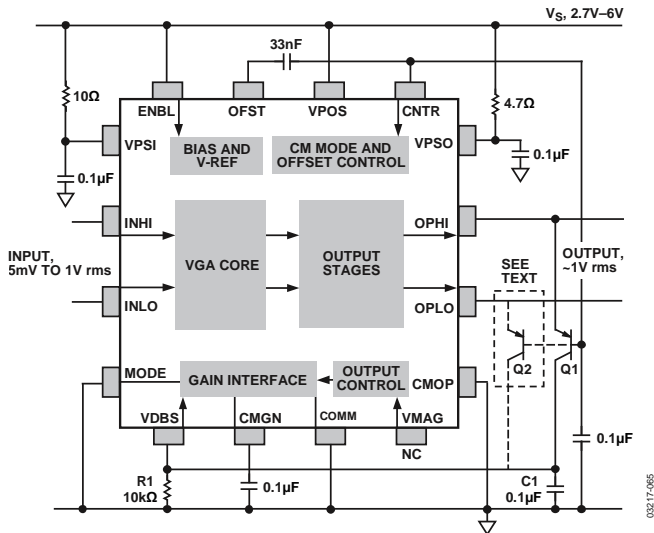 V_S, 2.7V–6V
33nF
10Ω
ENBL
OFST
VPOS
CNTR
4.7Ω
VPSI
BIAS AND
V-REF
CM MODE AND
OFFSET CONTROL
VPSO
0.1µF
0.1µF
INHI
OPHI
INPUT,
5mV TO 1V rms
VGA CORE
OUTPUT
STAGES
SEE
TEXT
OUTPUT,
~1V rms
INLO
OPLO
Q2
Q1
MODE
GAIN INTERFACE
OUTPUT
CONTROL
CMOP
VDBS
CMGN
COMM
VMAG
NC
0.1µF
R1
10kΩ
0.1µF
C1
0.1µF
03217-065